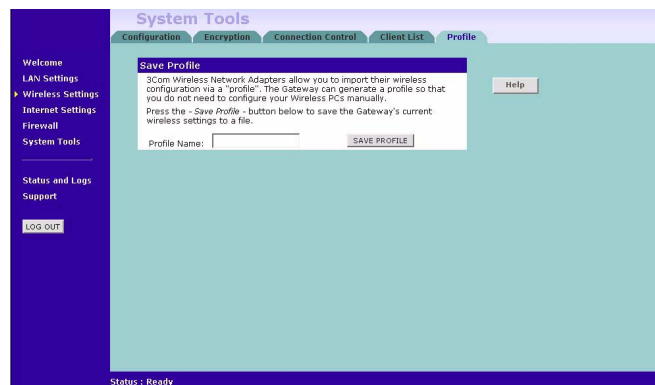 System Tools
Configuration Encryption Connection Control Client List Profile
Welcome
LAN Settings
Wireless Settings
Internet Settings
Firewall
System Tools
Status and Logs
Support
LOG OUT
Save Profile
3Com Wireless Network Adapters allow you to import their wireless
configuration via a "profile". The Gateway can generate a profile so that
you do not need to configure your Wireless PCs manually.
Press the - Save Profile - button below to save the Gateway's current
wireless settings to a file.
Profile Name: SAVE PROFILE
Help
Status : Ready